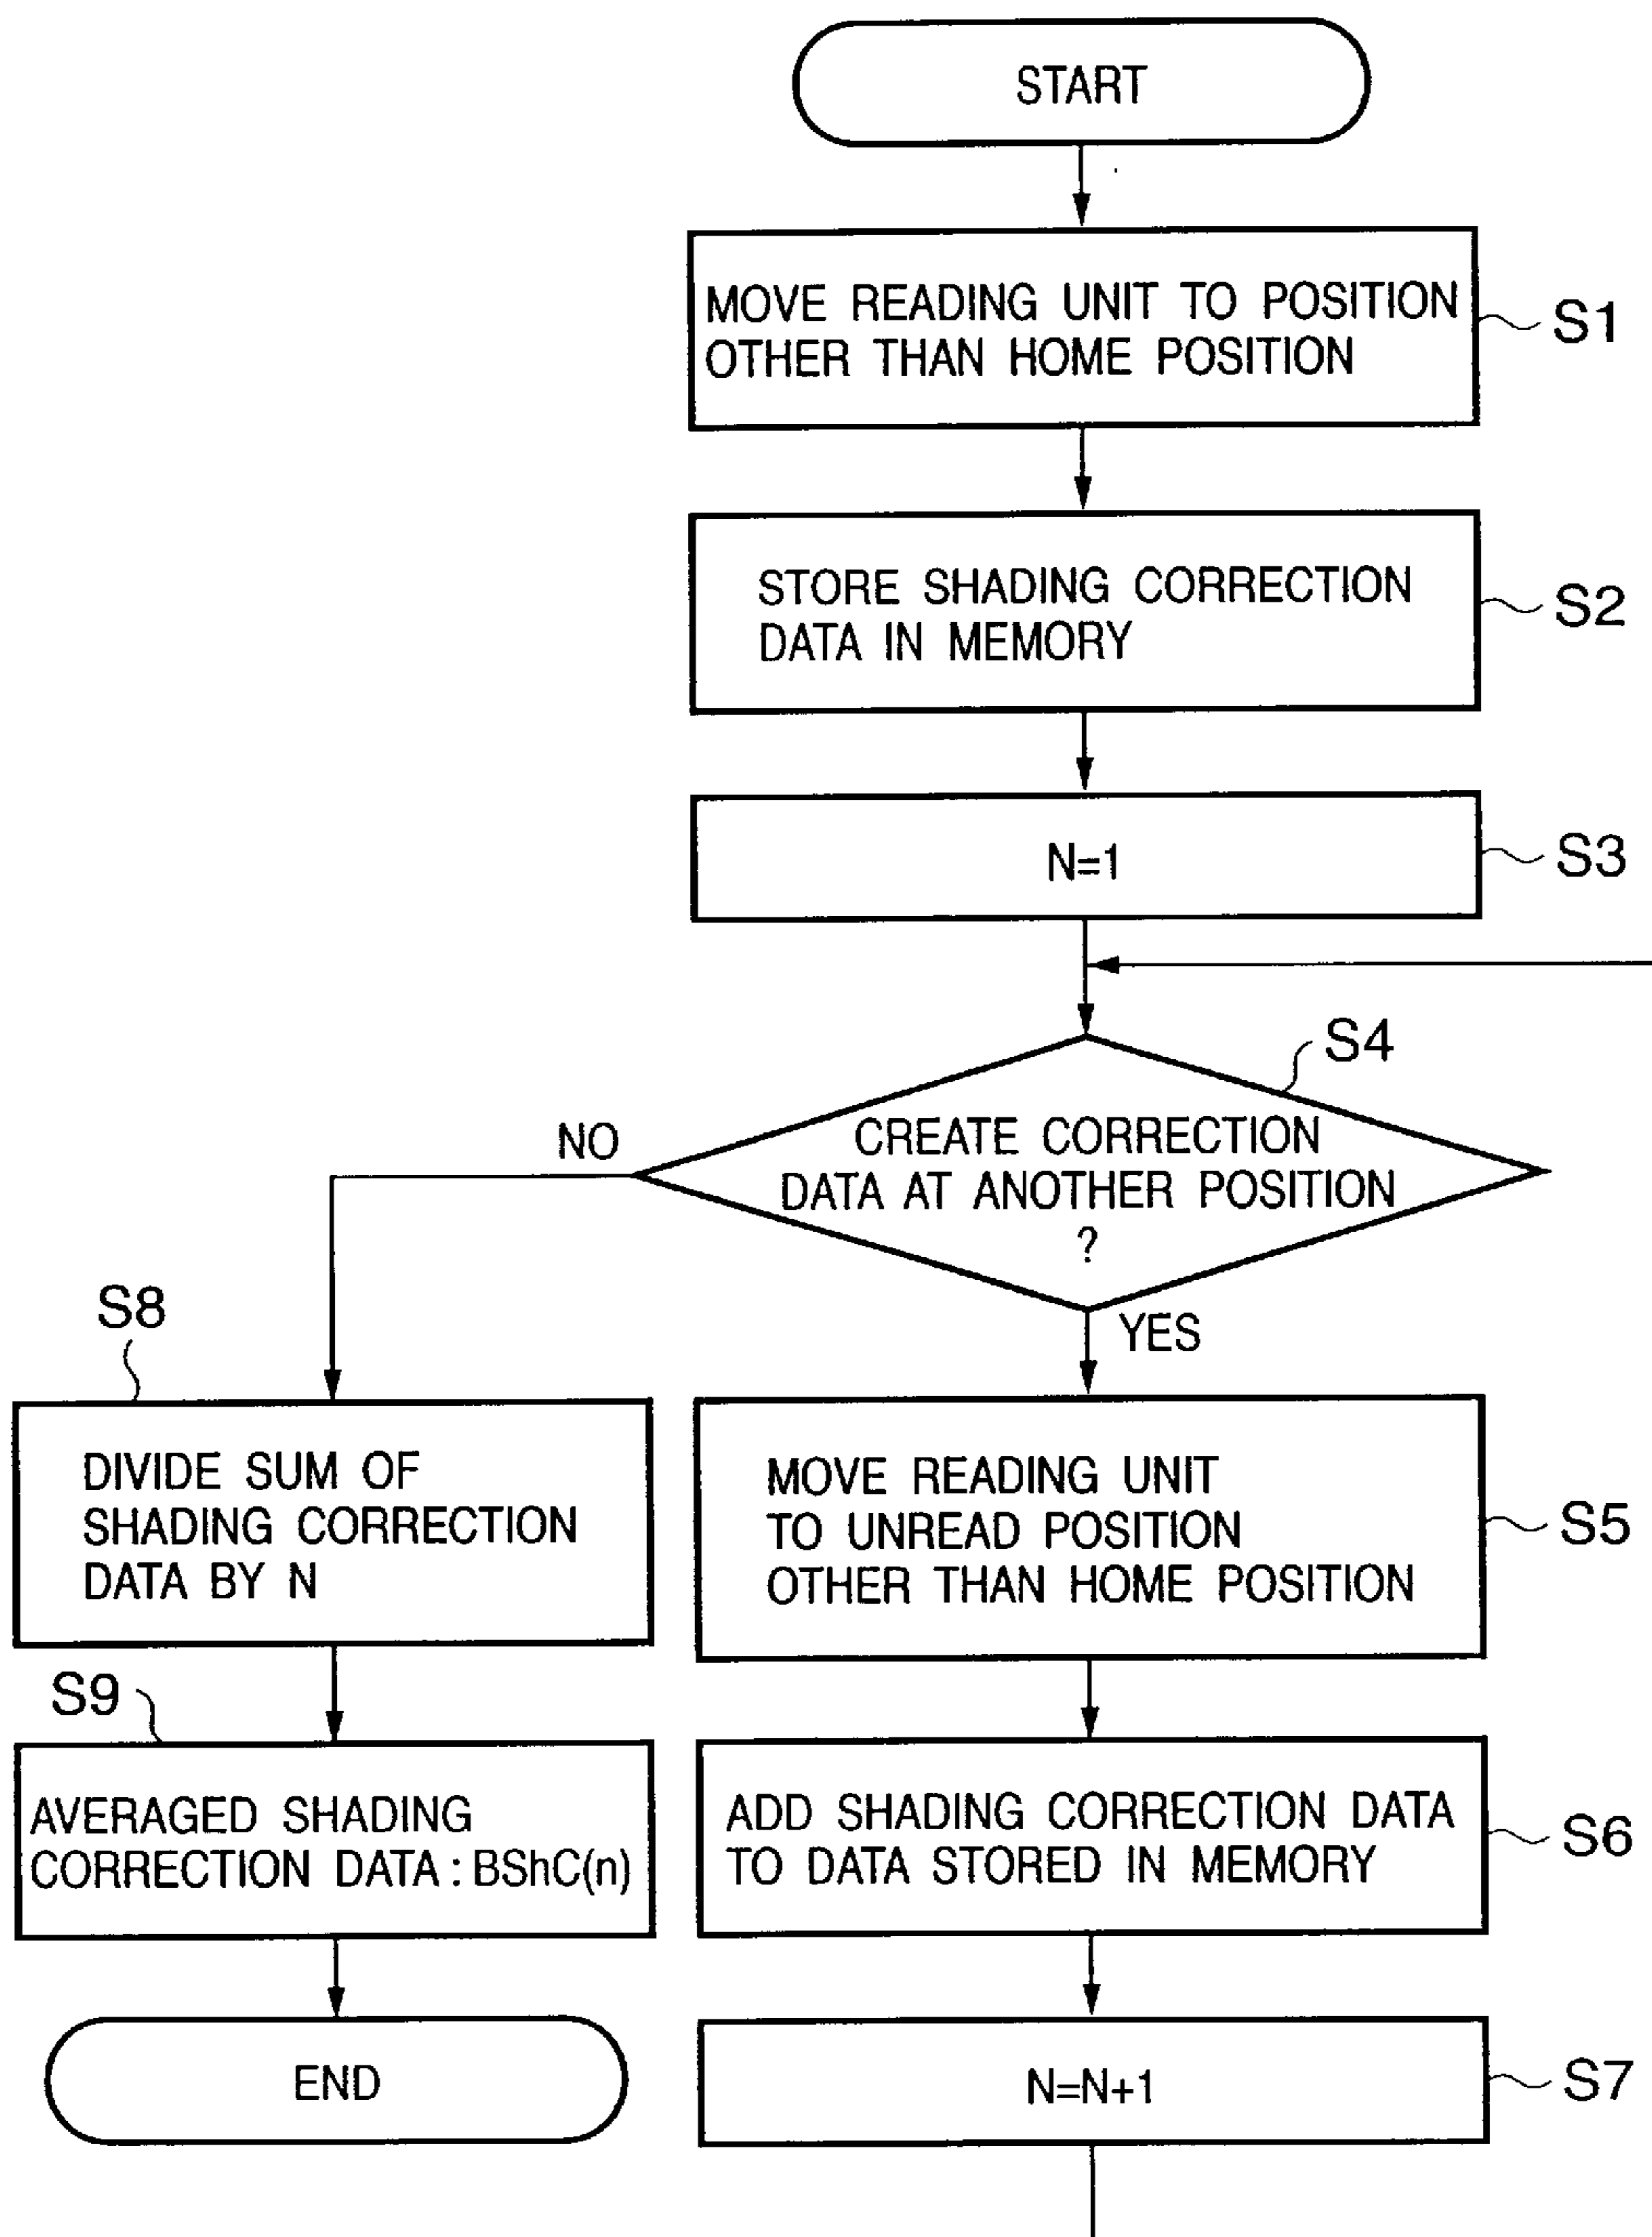 START
MOVE READING UNIT TO POSITION
OTHER THAN HOME POSITION
S1
STORE SHADING CORRECTION
DATA IN MEMORY
S2
N=1
S3
S4
CREATE CORRECTION
DATA AT ANOTHER POSITION
?
NO
YES
S8
DIVIDE SUM OF
SHADING CORRECTION
DATA BY N
MOVE READING UNIT
TO UNREAD POSITION
OTHER THAN HOME POSITION
S5
S9
AVERAGED SHADING
CORRECTION DATA : BShC(n)
ADD SHADING CORRECTION DATA
TO DATA STORED IN MEMORY
S6
END
N=N+1
S7